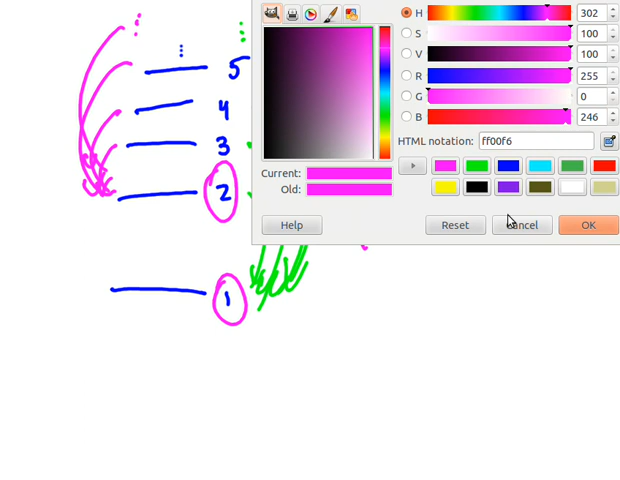 H 302
S 100
V 100
R 255
G 0
B 246
HTML notation: ff00f6
Current:
Old:
Help Reset Cancel OK
5
4
3
2
1